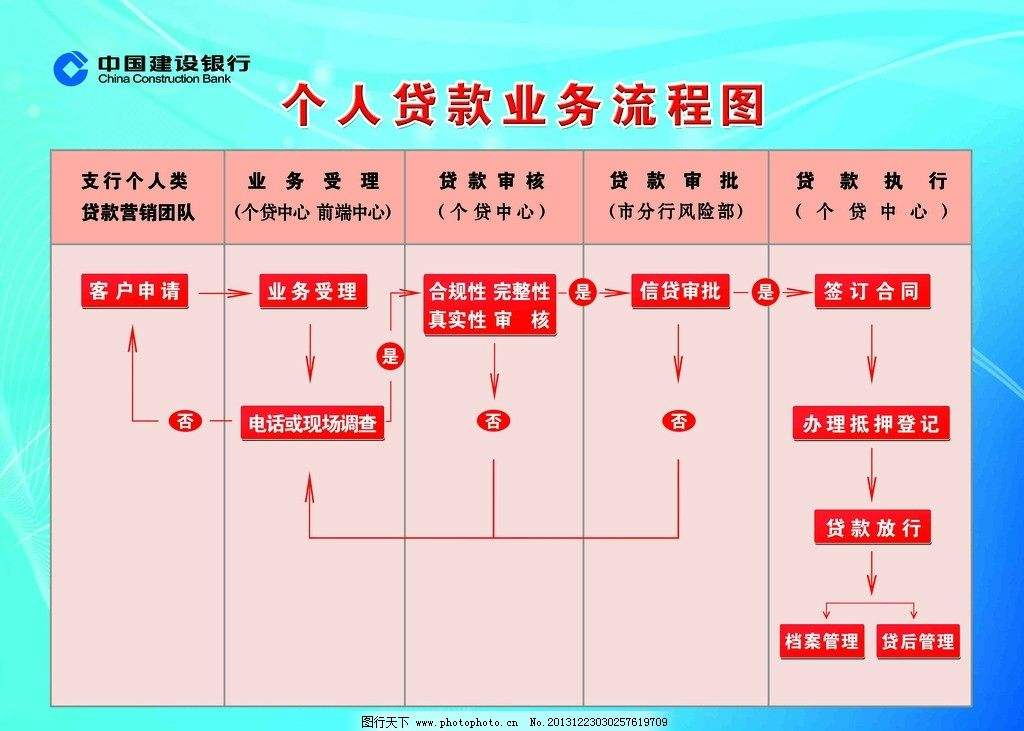 中国建设银行
China Construction Bank
个人贷款业务流程图
支行个人类
贷款营销团队
业务受理
(个贷中心 前端中心)
贷款审核
(个贷中心)
贷款审批
(市分行风险部)
贷款执行
(个贷中心)
客户申请
业务受理
合规性 完整性
真实性 审核
是
信贷审批
是
签订合同
是
否
电话或现场调查
否
否
办理抵押登记
贷款放行
档案管理
贷后管理
图行天下 www.photophoto.cn No.20131223030257619709